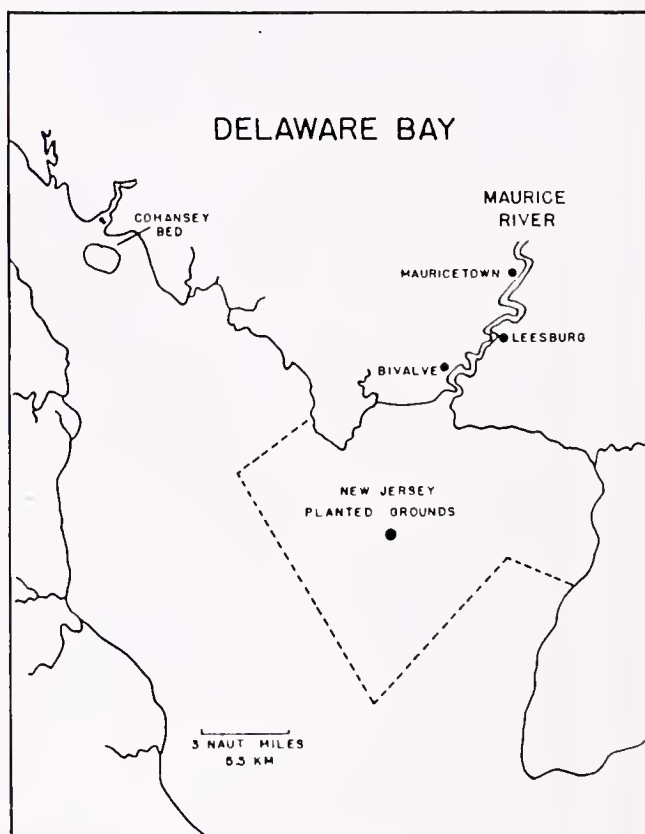 DELAWARE BAY
MAURICE
RIVER
COHANSEY
BED
MAURICETOWN
LEESBURG
BIVALVE
NEW JERSEY
PLANTED GROUNDS
3 NAUT MILES
5.5 KM